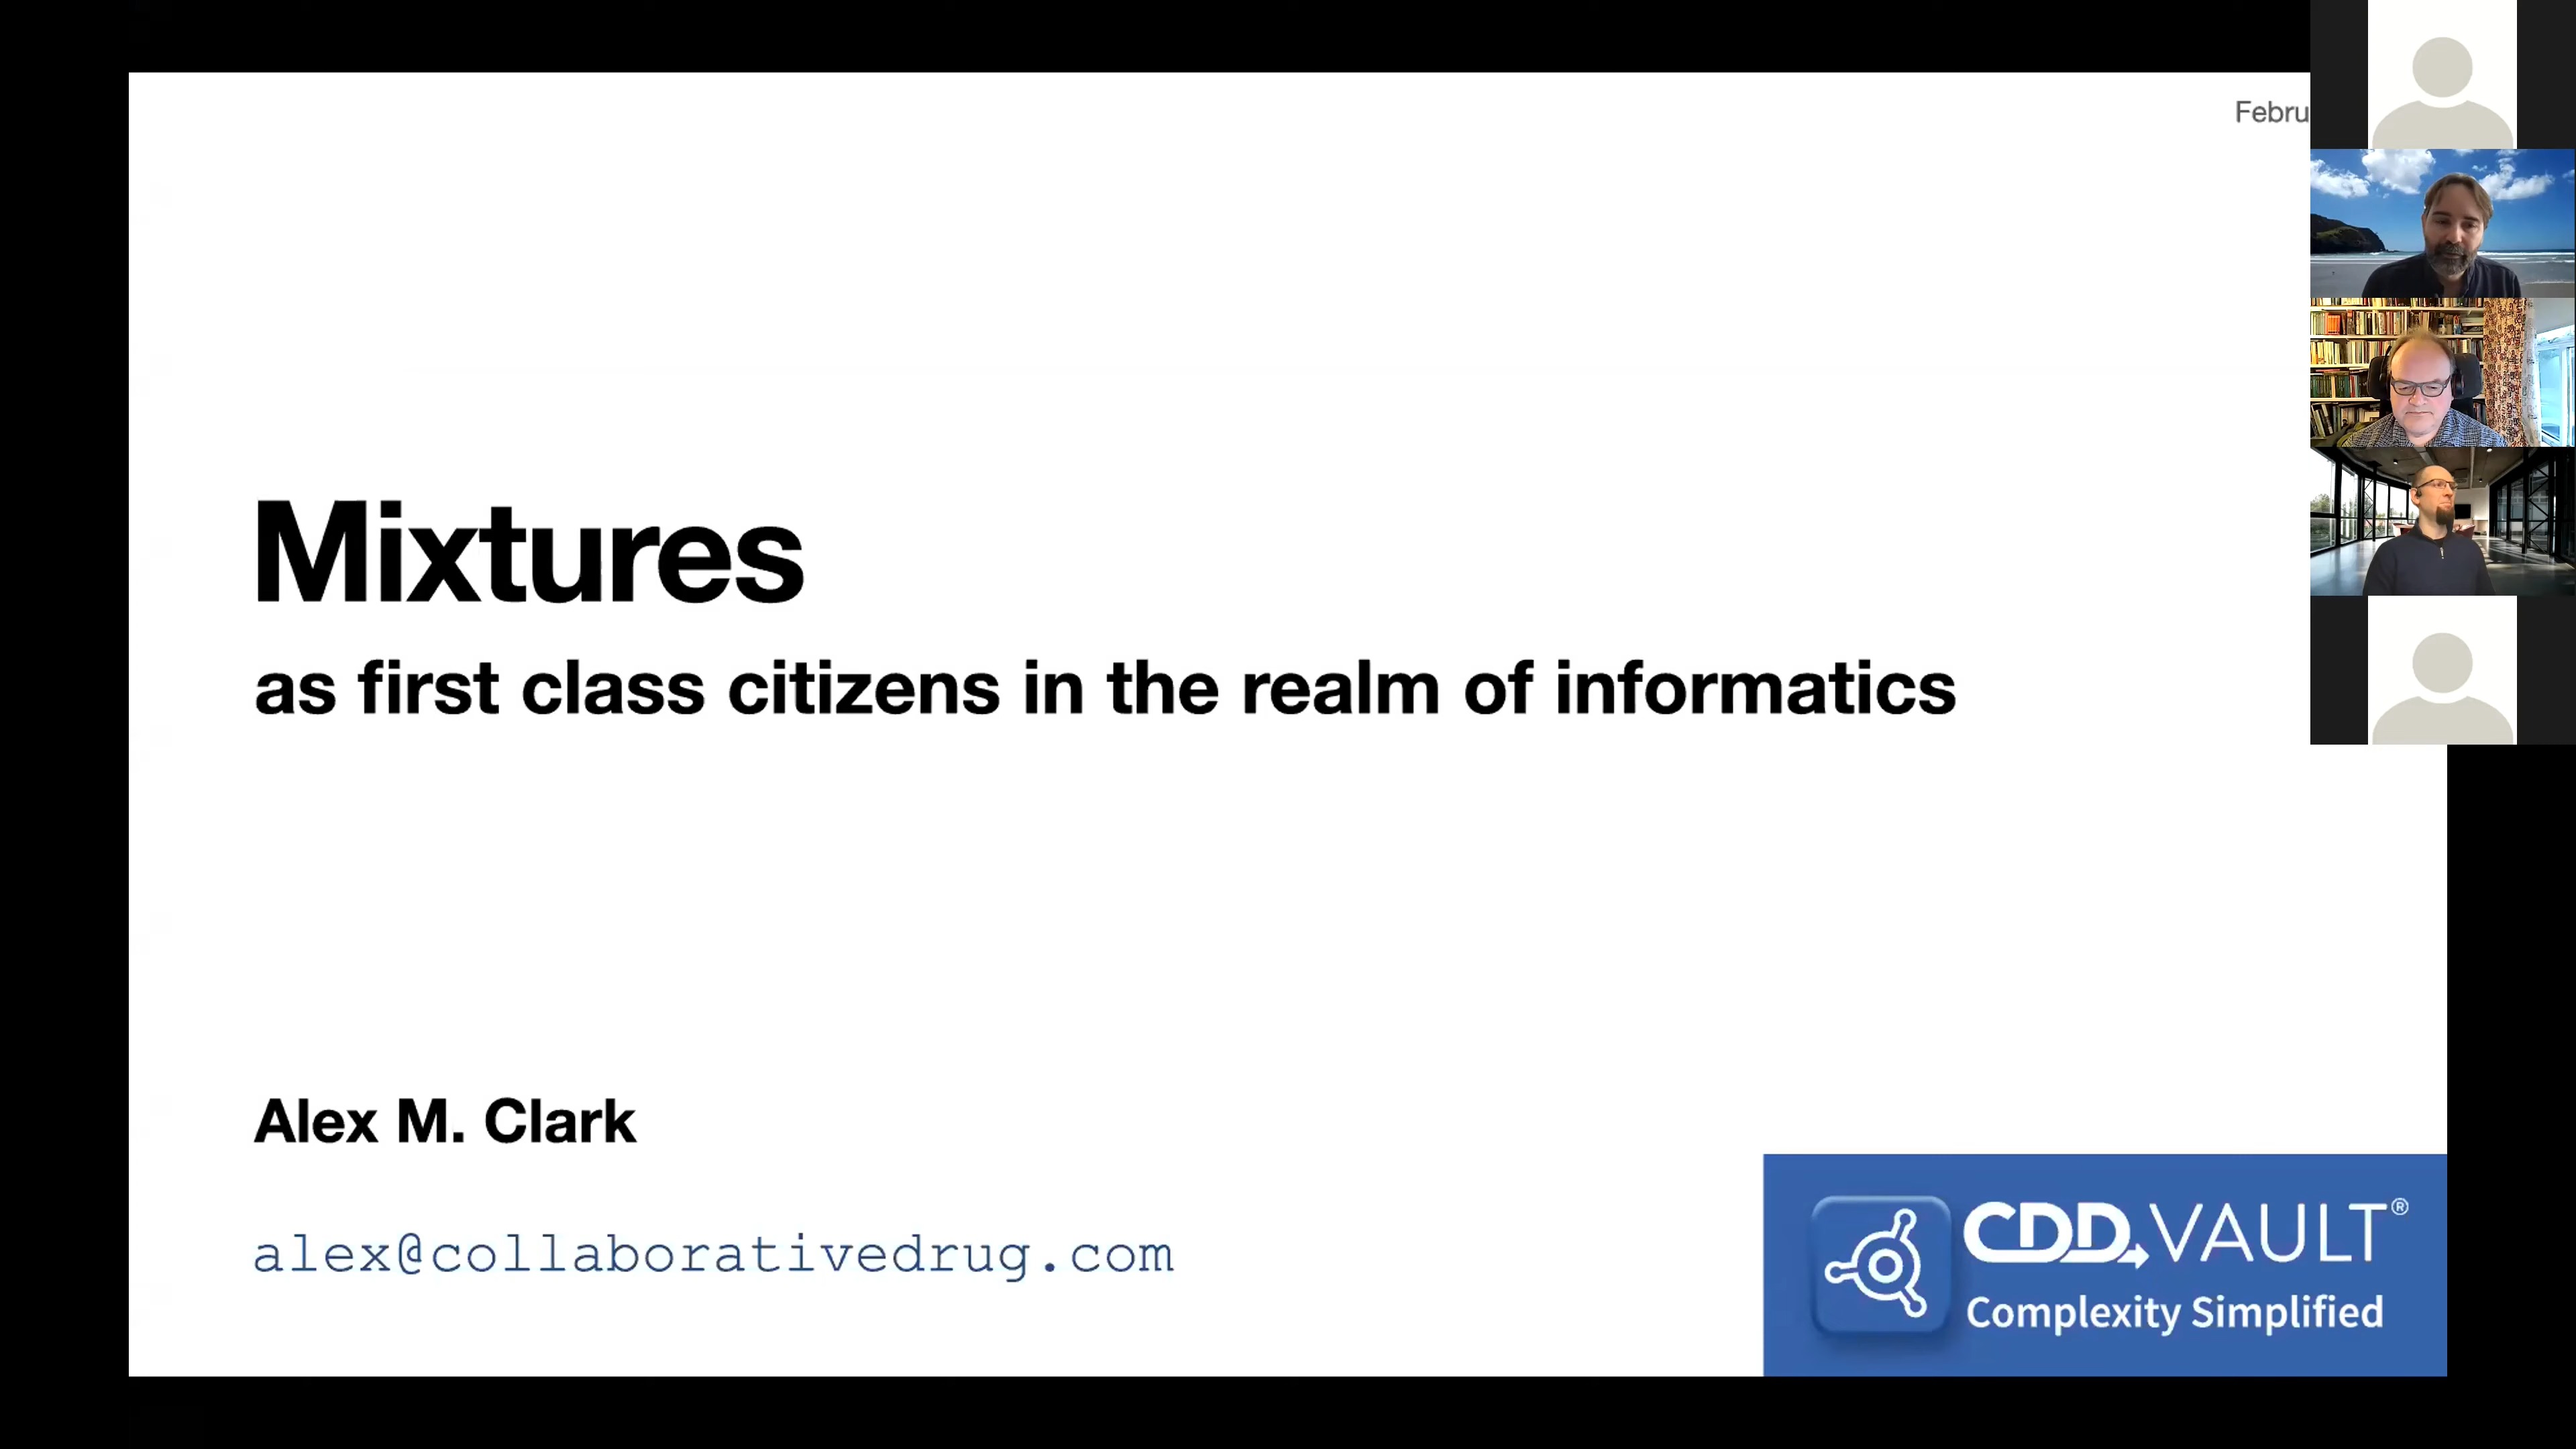 Febru
Mixtures
as first class citizens in the realm of informatics
Alex M. Clark
alex@collaborativedrug.com
CDD VAULT®
Complexity Simplified